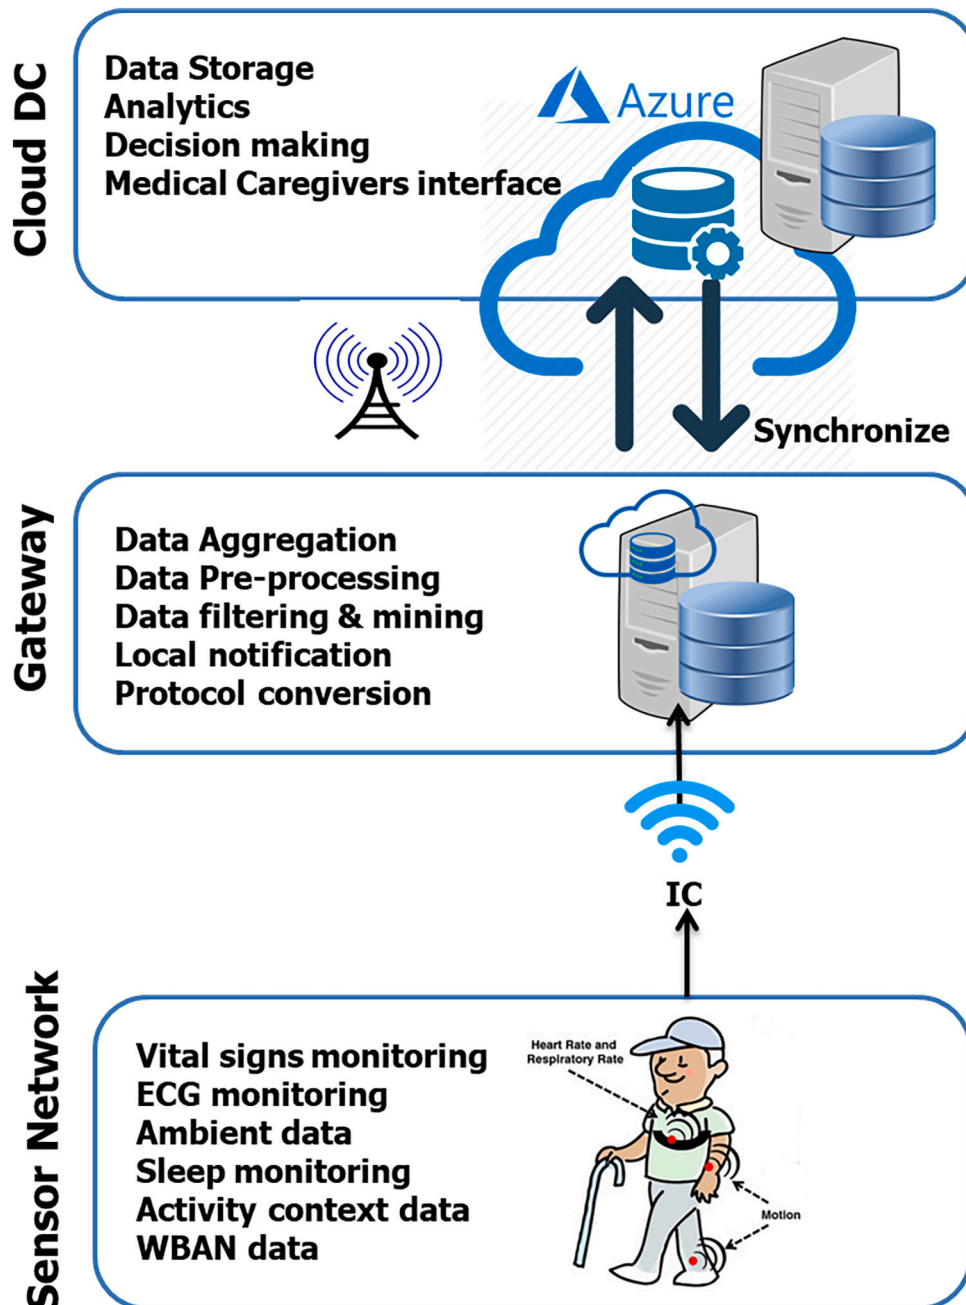 Cloud DC
Data Storage
Analytics
Decision making
Medical Caregivers interface
Azure
Synchronize
Gateway
Data Aggregation
Data Pre-processing
Data filtering & mining
Local notification
Protocol conversion
IC
Sensor Network
Vital signs monitoring
ECG monitoring
Ambient data
Sleep monitoring
Activity context data
WBAN data
Heart Rate and
Respiratory Rate
Motion